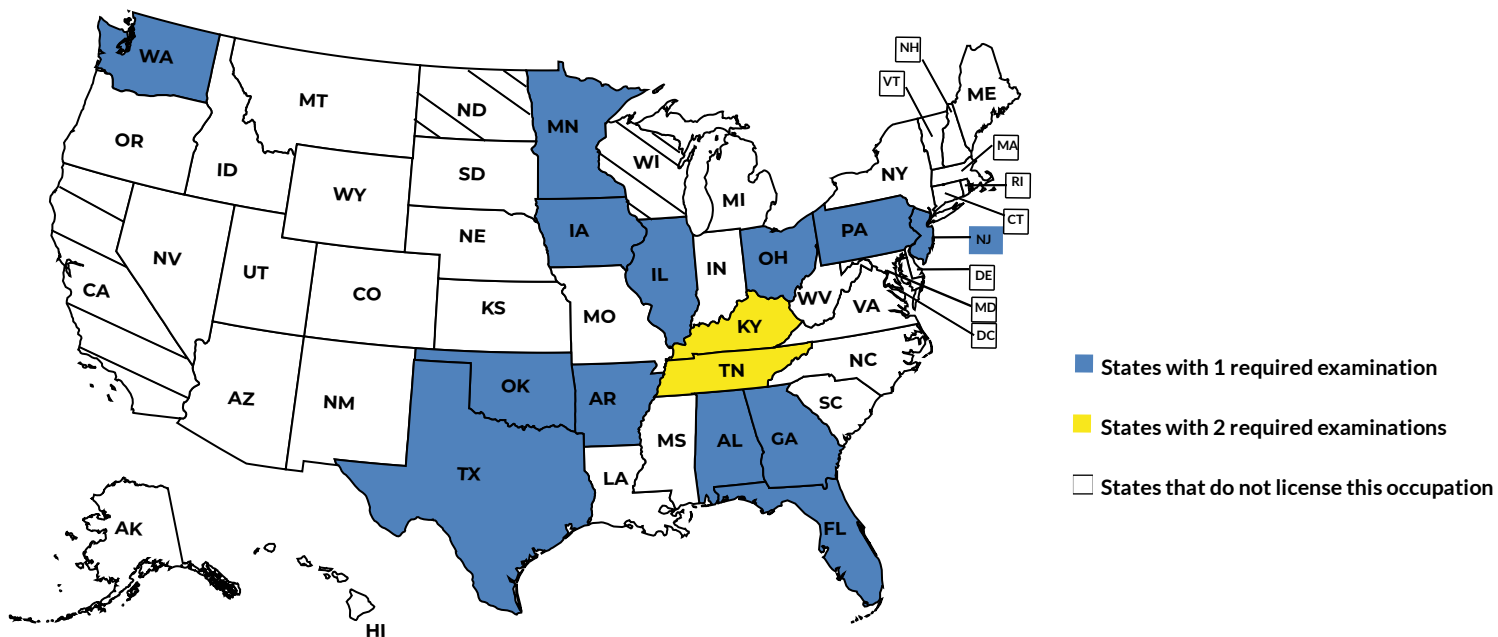 NH
WA
VT
ME
MT
ND
MN
OR
MA
WI
ID
SD
NY
RI
WY
MI
CT
IA
PA
NE
NJ
NV
OH
IN
UT
IL
DE
CA
CO
WV
VA
MD
KS
MO
KY
DC
NC
States with 1 required examination
TN
OK
AZ
NM
AR
SC
States with 2 required examinations
MS
AL
GA
TX
LA
States that do not license this occupation
AK
FL
HI